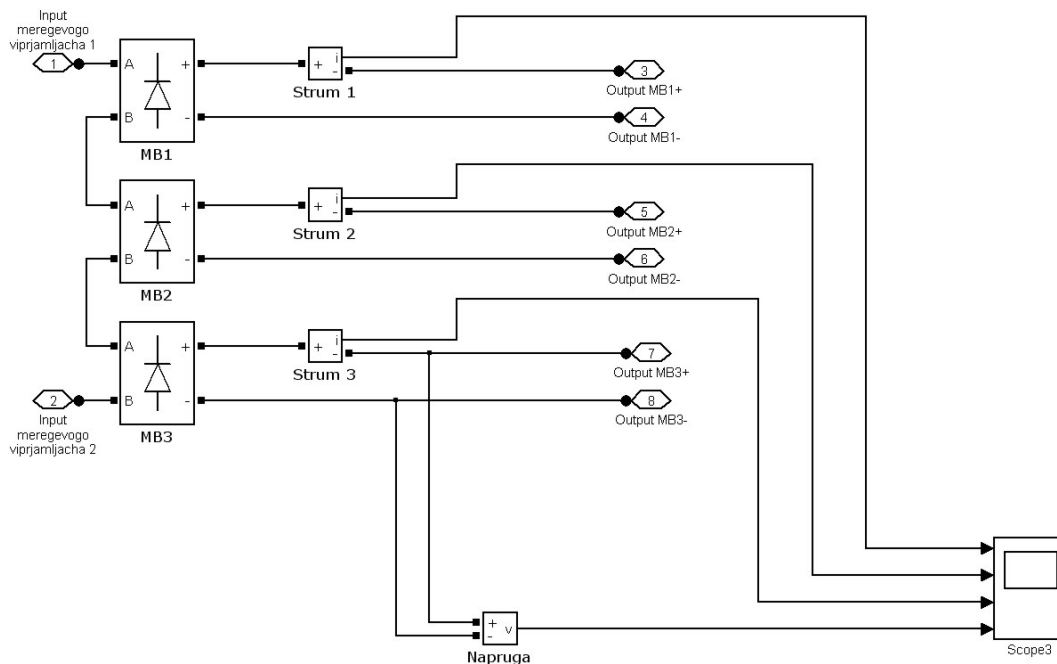 Input
meregevogo
viprjamljacha 1
1
A
+
B
-
MB1
+
i
-
Strum 1
3
Output MB1+
4
Output MB1-
A
+
B
-
MB2
+
i
-
Strum 2
5
Output MB2+
6
Output MB2-
A
+
B
-
MB3
+
i
-
Strum 3
7
Output MB3+
8
Output MB3-
2
Input
meregevogo
viprjamljacha 2
+
-
v
Napruga
Scope3